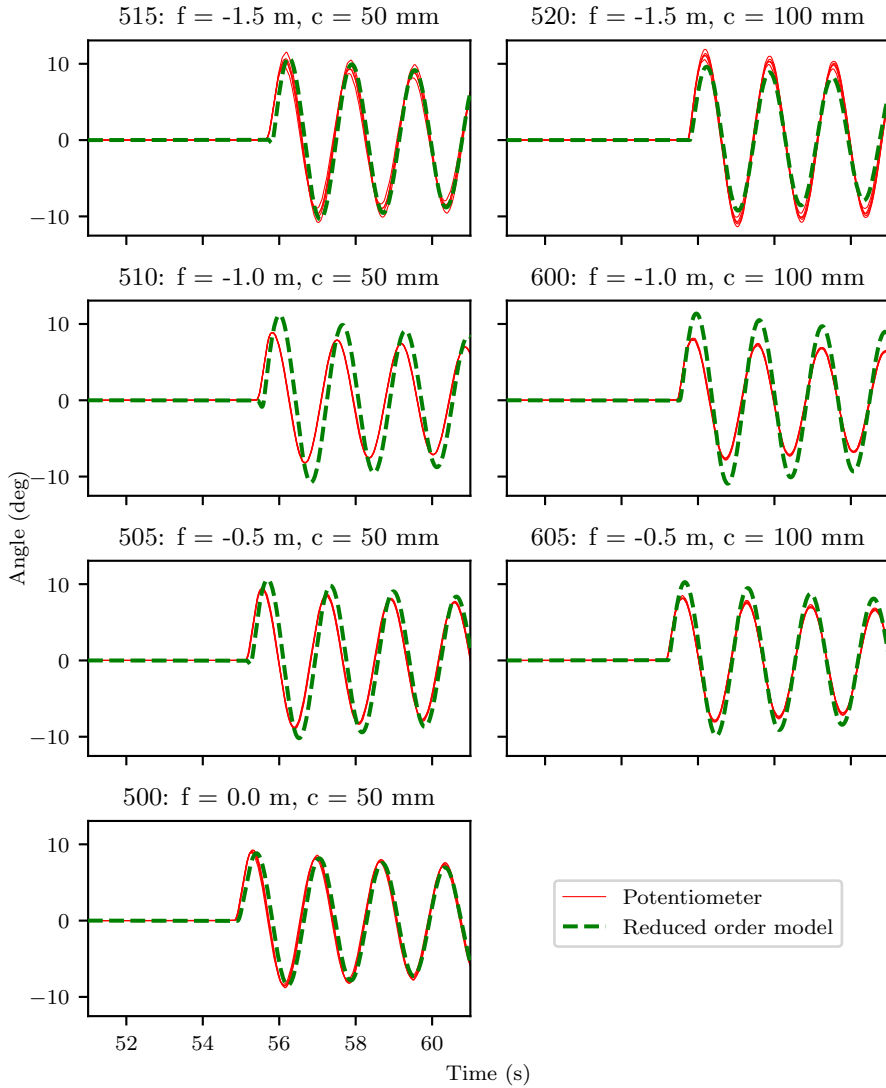 515: f = -1.5 m, c = 50 mm
520: f = -1.5 m, c = 100 mm
10
0
−10
510: f = -1.0 m, c = 50 mm
600: f = -1.0 m, c = 100 mm
10
0
−10
Angle (deg)
505: f = -0.5 m, c = 50 mm
605: f = -0.5 m, c = 100 mm
10
0
−10
500: f = 0.0 m, c = 50 mm
10
0
−10
52 54 56 58 60
Time (s)
Potentiometer
Reduced order model